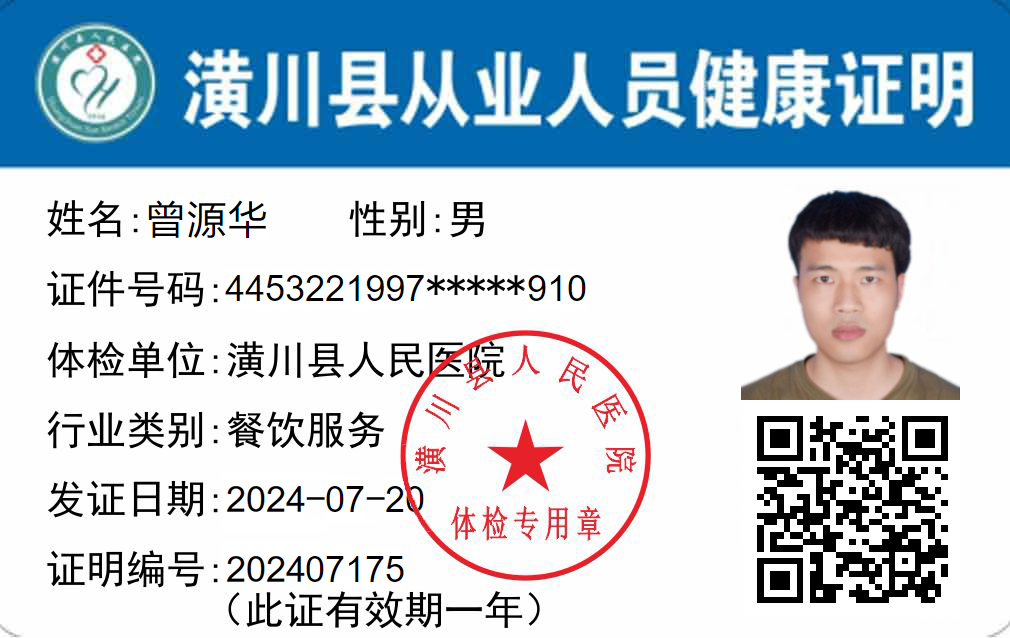 潢川县从业人员健康证明
姓名:曾源华 性别:男
证件号码:4453221997*****910
体检单位:潢川县人民医院
行业类别:餐饮服务
发证日期:2024-07-20
证明编号:202407175
（此证有效期一年）
潢川县人民医院
体检专用章